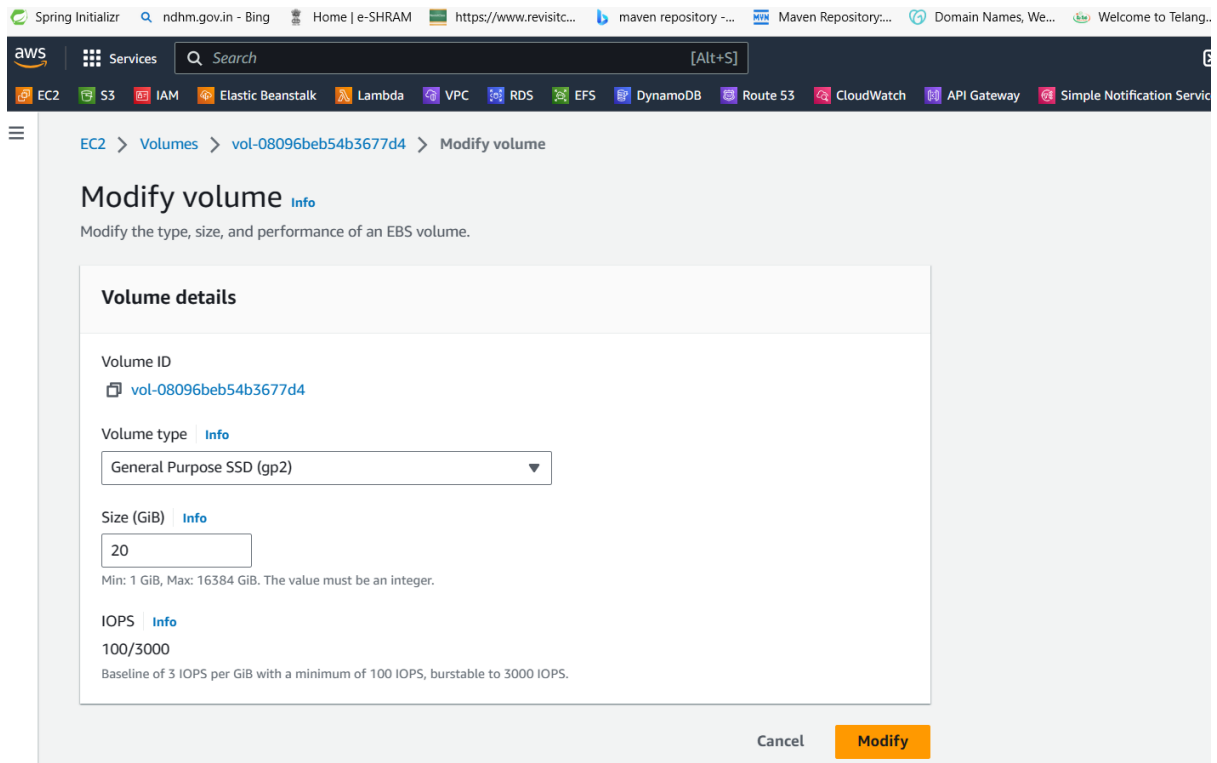 Spring Initializr ndhm.gov.in - Bing Home | e-SHRAM https://www.revisitc... maven repository -... MVN Maven Repository:... Domain Names, We... Welcome to Telang...
aws Services Search [Alt+S]
EC2 S3 IAM Elastic Beanstalk Lambda VPC RDS EFS DynamoDB Route 53 CloudWatch API Gateway Simple Notification Servic
EC2 > Volumes > vol-08096beb54b3677d4 > Modify volume
Modify volume Info
Modify the type, size, and performance of an EBS volume.
Volume details
Volume ID
vol-08096beb54b3677d4
Volume type Info
General Purpose SSD (gp2)
Size (GiB) Info
20
Min: 1 GiB, Max: 16384 GiB. The value must be an integer.
IOPS Info
100/3000
Baseline of 3 IOPS per GiB with a minimum of 100 IOPS, burstable to 3000 IOPS.
Cancel Modify